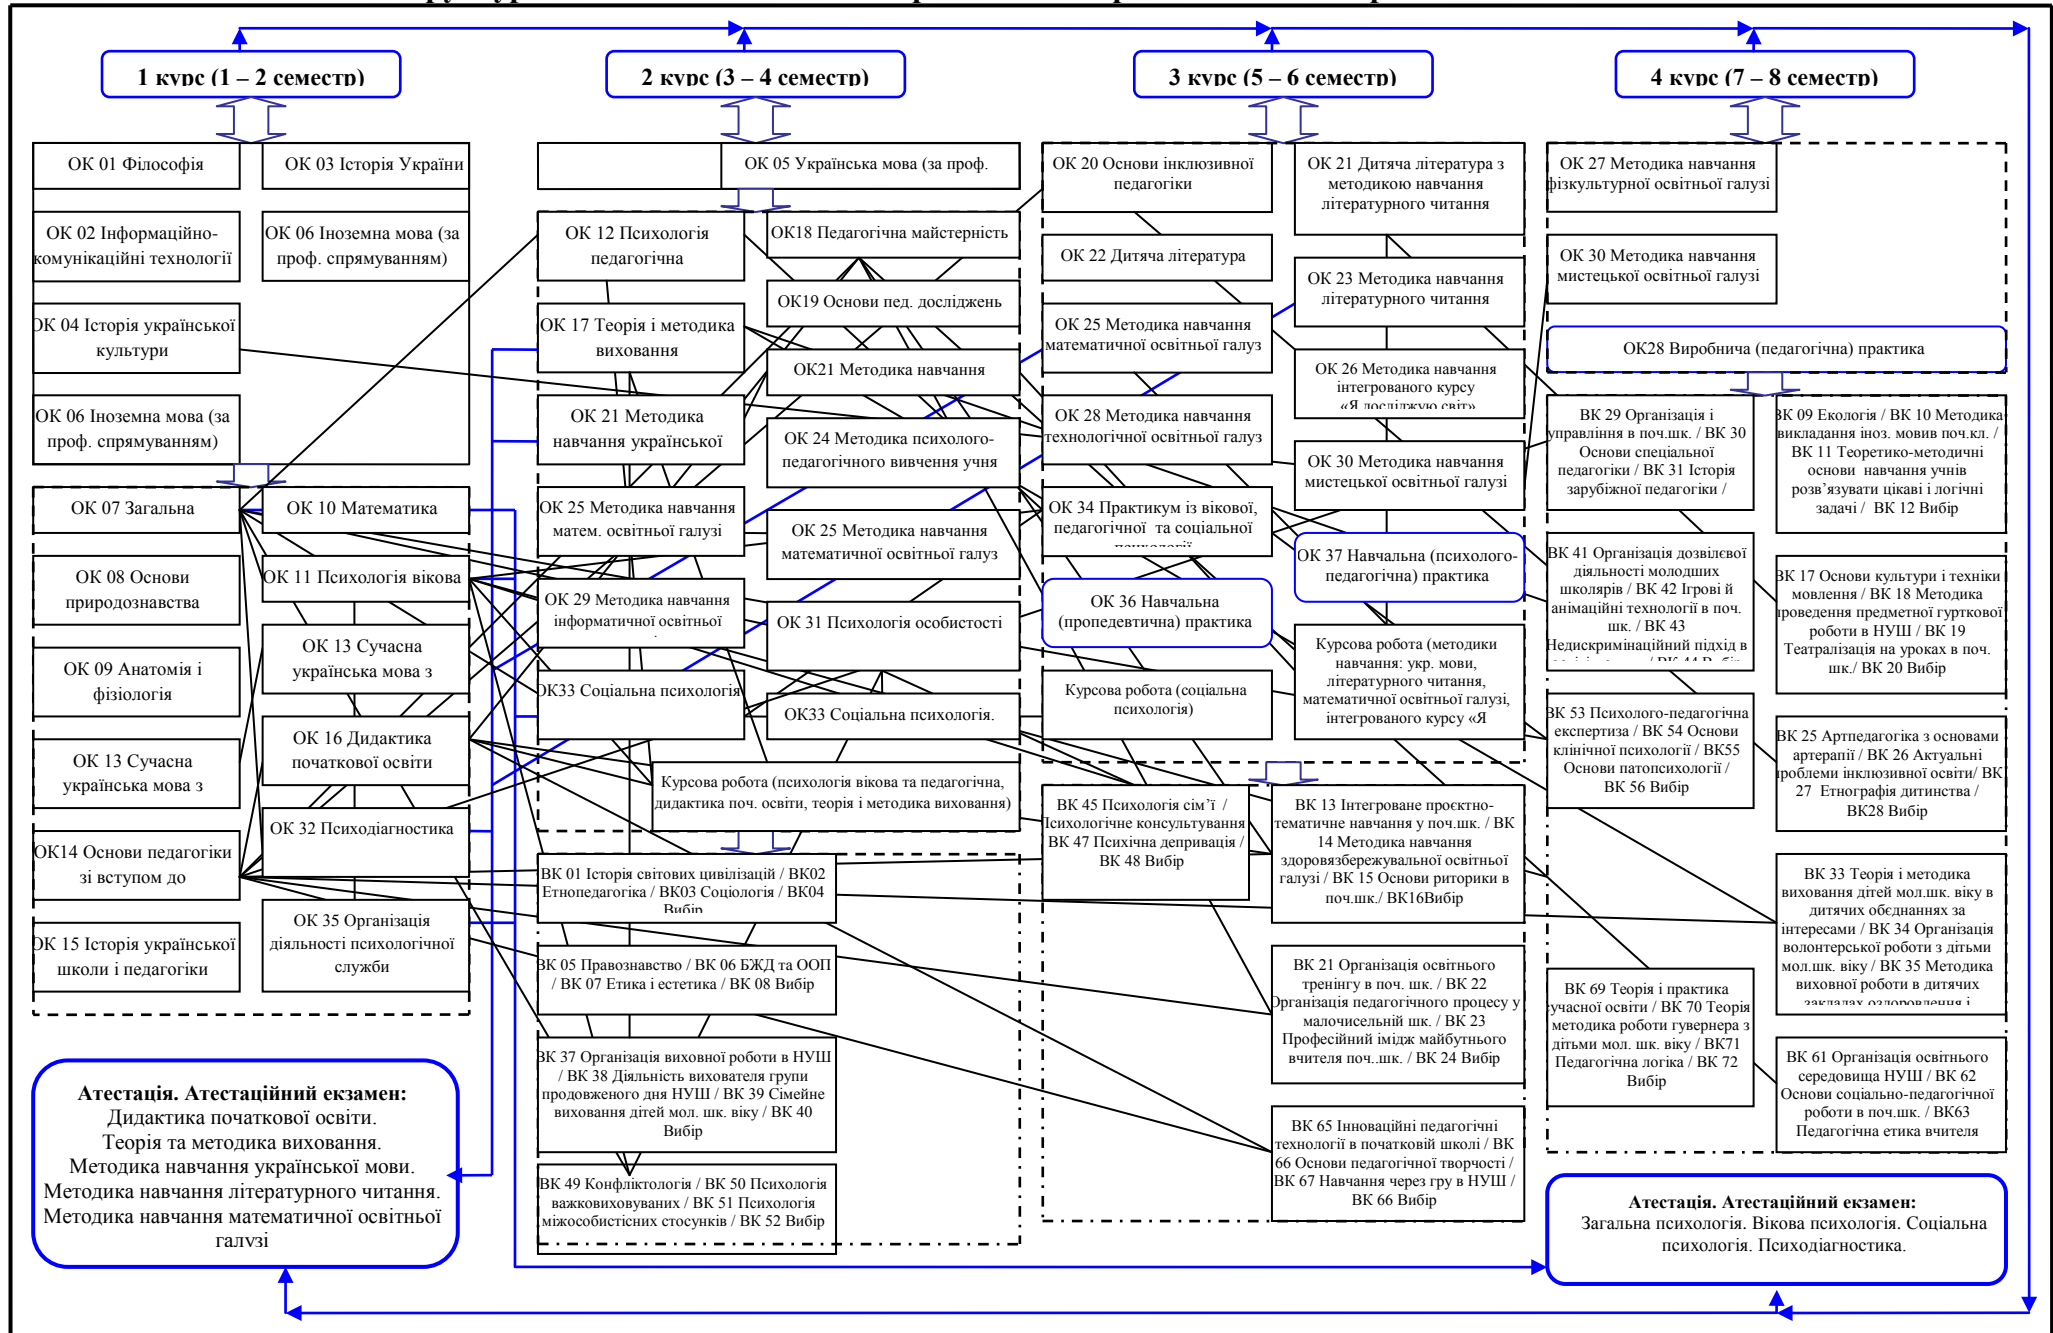 1 курс (1 – 2 семестр)
2 курс (3 – 4 семестр)
3 курс (5 – 6 семестр)
4 курс (7 – 8 семестр)
ОК 01 Філософія
ОК 03 Історія України
ОК 02 Інформаційно-
комунікаційні технології
ОК 06 Іноземна мова (за
проф. спрямуванням)
ОК 04 Історія української
культури
ОК 06 Іноземна мова (за
проф. спрямуванням)
ОК 07 Загальна
ОК 10 Математика
ОК 08 Основи
природознавства
ОК 11 Психологія вікова
ОК 09 Анатомія і
фізіологія
ОК 13 Сучасна
українська мова з
ОК 13 Сучасна
українська мова з
ОК 16 Дидактика
початкової освіти
ОК14 Основи педагогіки
зі вступом до
ОК 32 Психодіагностика
ОК 15 Історія української
школи і педагогіки
ОК 35 Організація
діяльності психологічної
служби
Атестація. Атестаційний екзамен:
Дидактика початкової освіти.
Теорія та методика виховання.
Методика навчання української мови.
Методика навчання літературного читання.
Методика навчання математичної освітньої
галузі
ОК 05 Українська мова (за проф.
ОК 12 Психологія
педагогічна
ОК18 Педагогічна майстерність
ОК19 Основи пед. досліджень
ОК 17 Теорія і методика
виховання
ОК21 Методика навчання
ОК 21 Методика
навчання української
ОК 24 Методика психолого-
педагогічного вивчення учня
ОК 25 Методика навчання
матем. освітньої галузі
ОК 25 Методика навчання
математичної освітньої галуз
ОК 29 Методика навчання
інформатичної освітньої
ОК 31 Психологія особистості
ОК33 Соціальна психологія
ОК33 Соціальна психологія.
Курсова робота (психологія вікова та педагогічна,
дидактика поч. освіти, теорія і методика виховання)
ВК 01 Історія світових цивілізацій / ВК02
Етнопедагогіка / ВК03 Соціологія / ВК04
Вибір
ВК 05 Правознавство / ВК 06 БЖД та ООП
/ ВК 07 Етика і естетика / ВК 08 Вибір
ВК 37 Організація виховної роботи в НУШ
/ ВК 38 Діяльність вихователя групи
продовженого дня НУШ / ВК 39 Сімейне
виховання дітей мол. шк. віку / ВК 40
Вибір
ВК 49 Конфліктологія / ВК 50 Психологія
важковиховуваних / ВК 51 Психологія
міжособистісних стосунків / ВК 52 Вибір
ОК 20 Основи інклюзивної
педагогіки
ОК 21 Дитяча література з
методикою навчання
літературного читання
ОК 22 Дитяча література
ОК 23 Методика навчання
літературного читання
ОК 25 Методика навчання
математичної освітньої галуз
ОК 26 Методика навчання
інтегрованого курсу
«Я досліджую світ»
ОК 28 Методика навчання
технологічної освітньої галуз
ОК 30 Методика навчання
мистецької освітньої галузі
ОК 34 Практикум із вікової,
педагогічної та соціальної
психології
ОК 37 Навчальна (психолого-
педагогічна) практика
ОК 36 Навчальна
(пропедевтична) практика
Курсова робота (методики
навчання: укр. мови,
літературного читання,
математичної освітньої галузі,
інтегрованого курсу «Я
Курсова робота (соціальна
психологія)
ВК 45 Психологія сім’ї /
Психологічне консультування
ВК 47 Психічна депривація /
ВК 48 Вибір
ВК 13 Інтегроване проєктно-
тематичне навчання у поч.шк. / ВК
14 Методика навчання
здоровязбережувальної освітньої
галузі / ВК 15 Основи риторики в
поч.шк./ ВК16Вибір
ВК 21 Організація освітнього
тренінгу в поч. шк. / ВК 22
Організація педагогічного процесу у
малочисельній шк. / ВК 23
Професійний імідж майбутнього
вчителя поч..шк. / ВК 24 Вибір
ВК 65 Інноваційні педагогічні
технології в початковій школі / ВК
66 Основи педагогічної творчості /
ВК 67 Навчання через гру в НУШ /
ВК 66 Вибір
ОК 27 Методика навчання
фізкультурної освітньої галузі
ОК 30 Методика навчання
мистецької освітньої галузі
ОК28 Виробнича (педагогічна) практика
ВК 29 Організація і
управління в поч.шк. / ВК 30
Основи спеціальної
педагогіки / ВК 31 Історія
зарубіжної педагогіки /
ВК 09 Екологія / ВК 10 Методика
викладання іноз. мовив поч.кл. /
ВК 11 Теоретико-методичні
основи навчання учнів
розв’язувати цікаві і логічні
задачі / ВК 12 Вибір
ВК 41 Організація дозвілєвої
діяльності молодших
школярів / ВК 42 Ігрові й
анімаційні технології в поч.
шк. / ВК 43
Недискримінаційний підхід в
ВК 44 Вибір
ВК 17 Основи культури і техніки
мовлення / ВК 18 Методика
проведення предметної гурткової
роботи в НУШ / ВК 19
Театралізація на уроках в поч.
шк./ ВК 20 Вибір
ВК 53 Психолого-педагогічна
експертиза / ВК 54 Основи
клінічної психології / ВК55
Основи патопсихології /
ВК 56 Вибір
ВК 25 Артпедагогіка з основами
артерапії / ВК 26 Актуальні
проблеми інклюзивної освіти/ ВК
27 Етнографія дитинства /
ВК28 Вибір
ВК 33 Теорія і методика
виховання дітей мол.шк. віку в
дитячих обєднаннях за
інтересами / ВК 34 Організація
волонтерської роботи з дітьми
мол.шк. віку / ВК 35 Методика
виховної роботи в дитячих
закладах оздоровлення і
ВК 69 Теорія і практика
сучасної освіти / ВК 70 Теорія
методика роботи гувернера з
дітьми мол. шк. віку / ВК71
Педагогічна логіка / ВК 72
Вибір
ВК 61 Організація освітнього
середовища НУШ / ВК 62
Основи соціально-педагогічної
роботи в поч.шк. / ВК63
Педагогічна етика вчителя
Атестація. Атестаційний екзамен:
Загальна психологія. Вікова психологія. Соціальна
психологія. Психодіагностика.